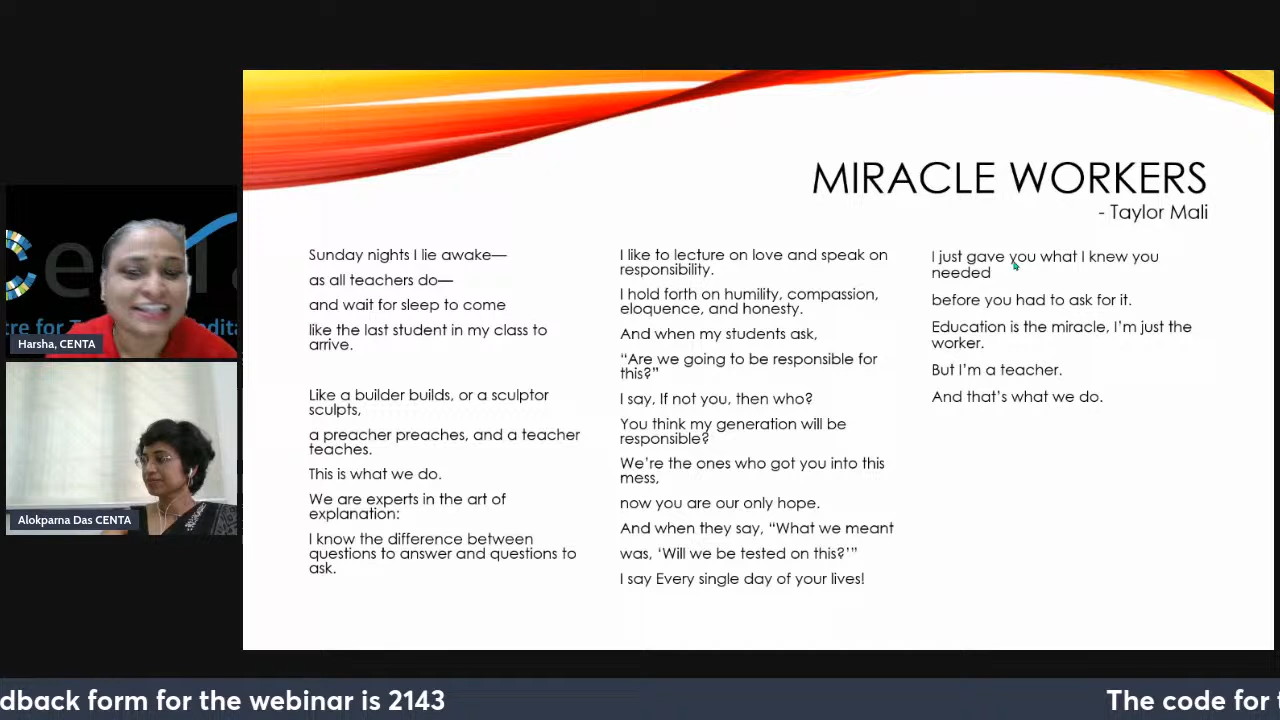 MIRACLE WORKERS
- Taylor Mali
Sunday nights I lie awake—
as all teachers do—
and wait for sleep to come
like the last student in my class to
arrive.
Like a builder builds, or a sculptor
sculpts,
a preacher preaches, and a teacher
teaches.
This is what we do.
We are experts in the art of
explanation:
I know the difference between
questions to answer and questions to
ask.
I like to lecture on love and speak on
responsibility.
I hold forth on humility, compassion,
eloquence, and honesty.
And when my students ask,
“Are we going to be responsible for
this?”
I say, If not you, then who?
You think my generation will be
responsible?
We’re the ones who got you into this
mess,
now you are our only hope.
And when they say, “What we meant
was, ‘Will we be tested on this?’”
I say Every single day of your lives!
I just gave you what I knew you
needed
before you had to ask for it.
Education is the miracle, I’m just the
worker.
But I’m a teacher.
And that’s what we do.
Harsha, CENTA
Alokparna Das CENTA
dback form for the webinar is 2143
The code for